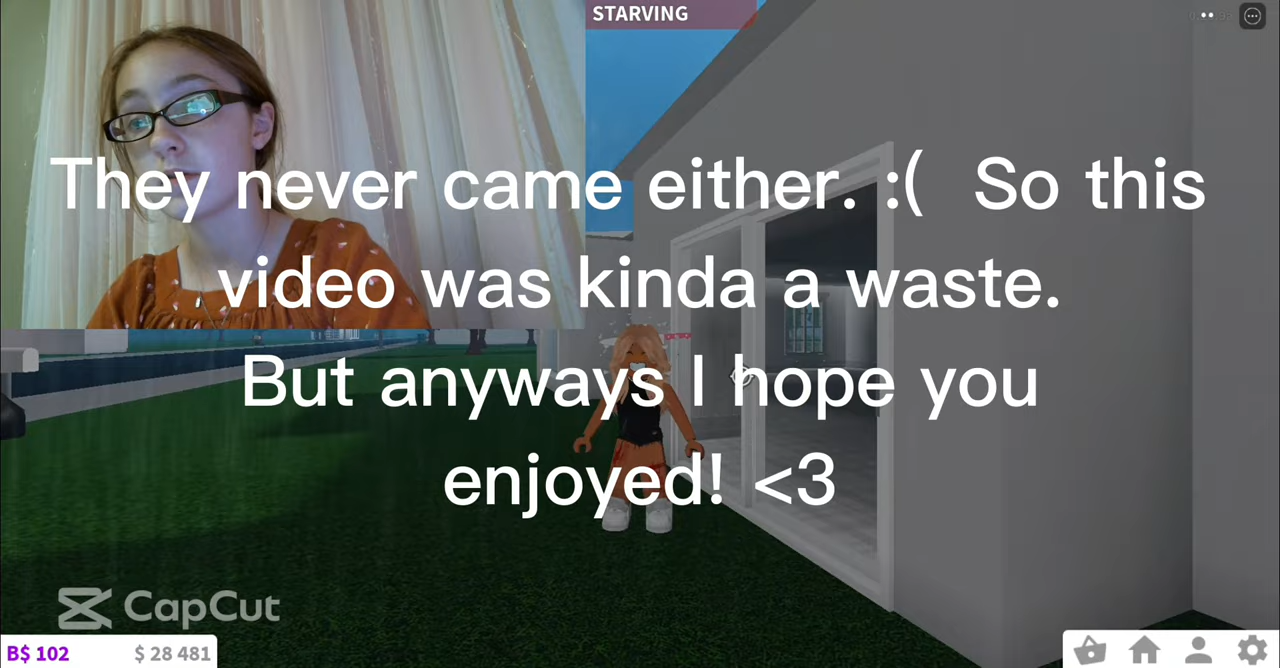 STARVING
They never came either. :( So this
video was kinda a waste.
But anyways I hope you
enjoyed! <3
CapCut
B$ 102 $ 28 481